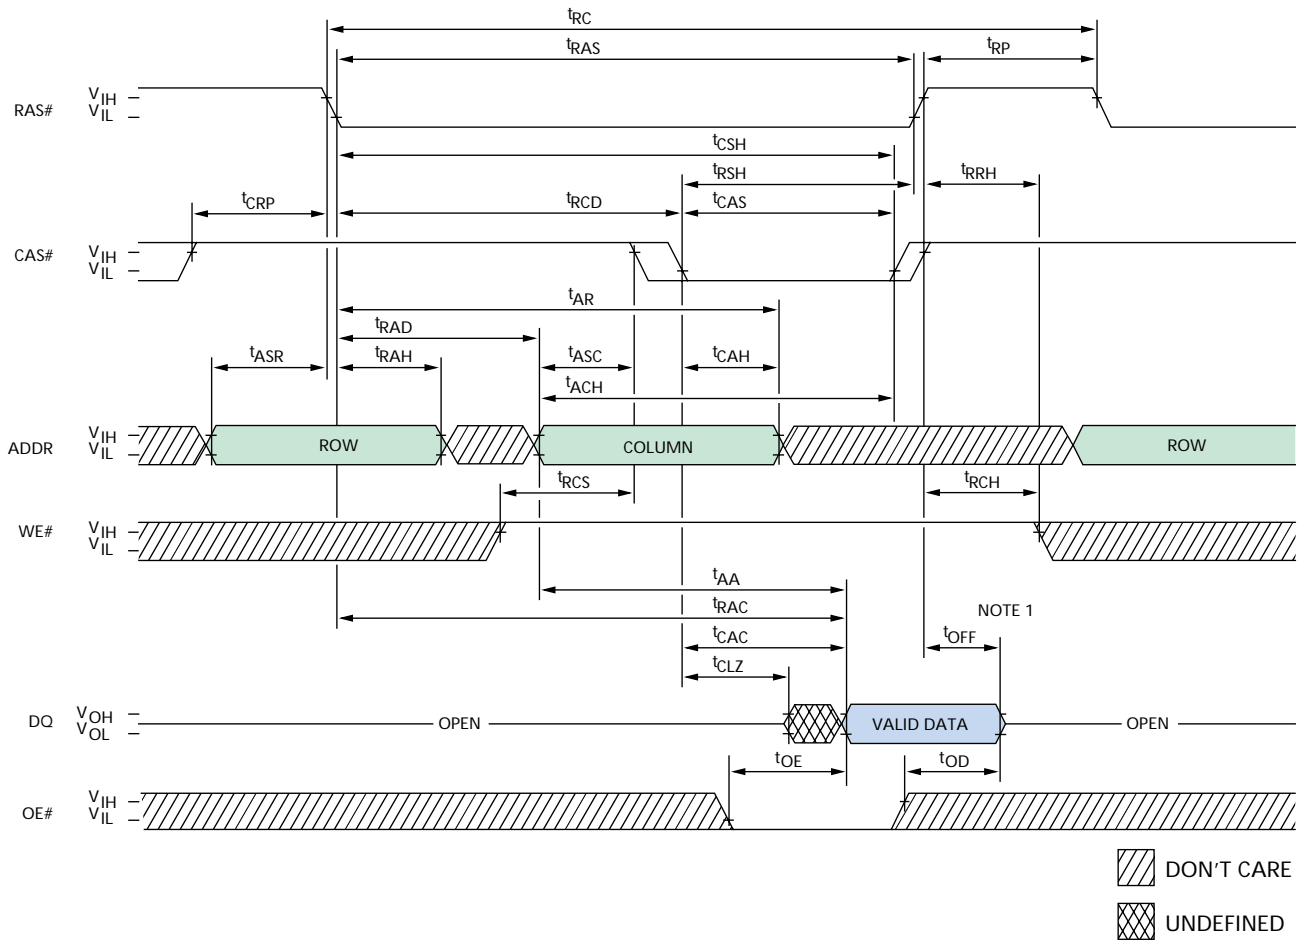 tRC
tRAS
tRP
RAS#
VIH
VIL
tCSH
tRSH
tRRH
tCRP
tRCD
tCAS
CAS#
VIH
VIL
tAR
tRAD
tASR
tRAH
tASC
tCAH
tACH
ADDR
VIH
VIL
ROW
COLUMN
ROW
tRCS
tRCH
WE#
VIH
VIL
tAA
tRAC
NOTE 1
tCAC
tOFF
tCLZ
DQ
VOH
VOL
OPEN
VALID DATA
OPEN
tOE
tOD
OE#
VIH
VIL
DON'T CARE
UNDEFINED